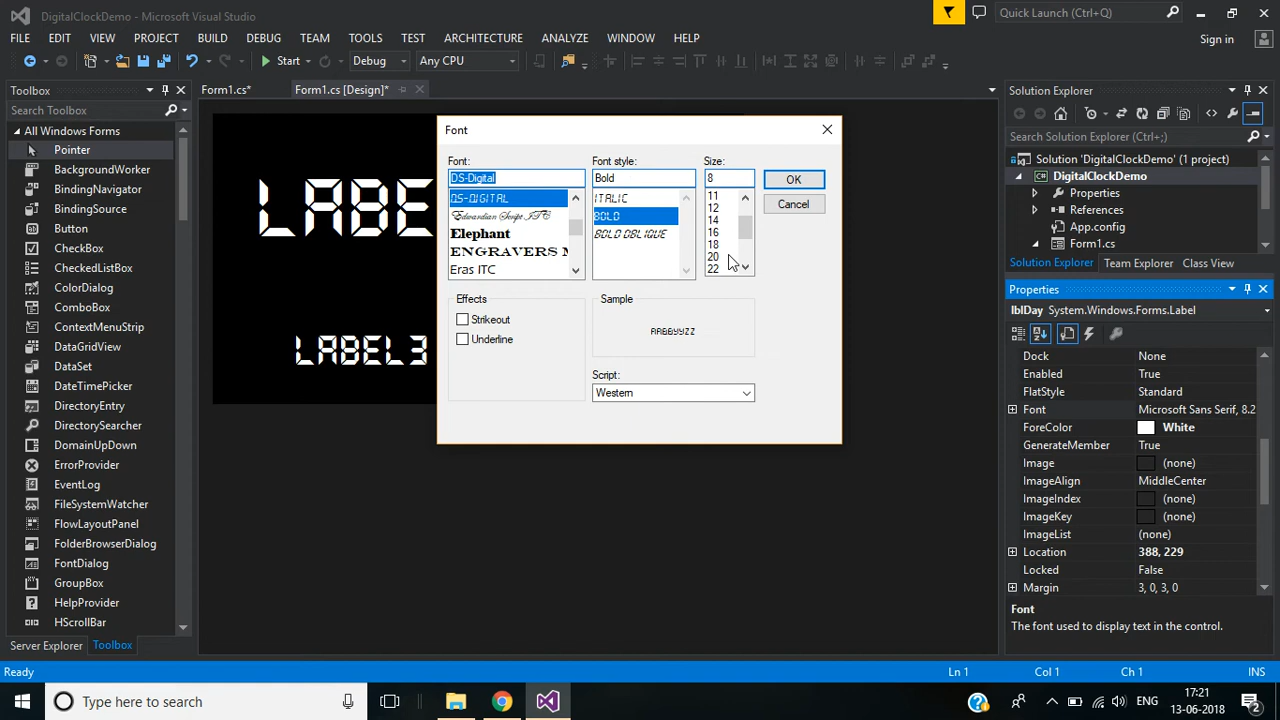 DigitalClockDemo - Microsoft Visual Studio
Quick Launch (Ctrl+Q)
FILE EDIT VIEW PROJECT BUILD DEBUG TEAM TOOLS TEST ARCHITECTURE ANALYZE WINDOW HELP
Sign in
Start Debug Any CPU
Toolbox
Search Toolbox
All Windows Forms
Pointer
BackgroundWorker
BindingNavigator
BindingSource
Button
CheckBox
CheckedListBox
ColorDialog
ComboBox
ContextMenuStrip
DataGridView
DataSet
DateTimePicker
DirectoryEntry
DirectorySearcher
DomainUpDown
ErrorProvider
EventLog
FileSystemWatcher
FlowLayoutPanel
FolderBrowserDialog
FontDialog
GroupBox
HelpProvider
HScrollBar
Server Explorer Toolbox
Form1.cs* Form1.cs [Design]*
LABE
LABEL3
Font
Font: Font style: Size:
DS-Digital Bold 8
DS-DIGITAL
Edwardian Script ITC
Elephant
ENGRAVERS M
Eras ITC
ITALIC
BOLD
BOLD OBLIQUE
11
12
14
16
18
20
22
OK
Cancel
Effects
Strikeout
Underline
Sample
AABBYYZZ
Script:
Western
Solution Explorer
Search Solution Explorer (Ctrl+;)
Solution 'DigitalClockDemo' (1 project)
DigitalClockDemo
Properties
References
App.config
Form1.cs
Solution Explorer Team Explorer Class View
Properties
lblDay System.Windows.Forms.Label
Dock None
Enabled True
FlatStyle Standard
Font Microsoft Sans Serif, 8.2
ForeColor White
GenerateMember True
Image (none)
ImageAlign MiddleCenter
ImageIndex (none)
ImageKey (none)
ImageList (none)
Location 388, 229
Locked False
Margin 3, 0, 3, 0
Font
The font used to display text in the control.
Ready Ln 1 Col 1 Ch 1 INS
Type here to search
ENG
17:21
13-06-2018
2